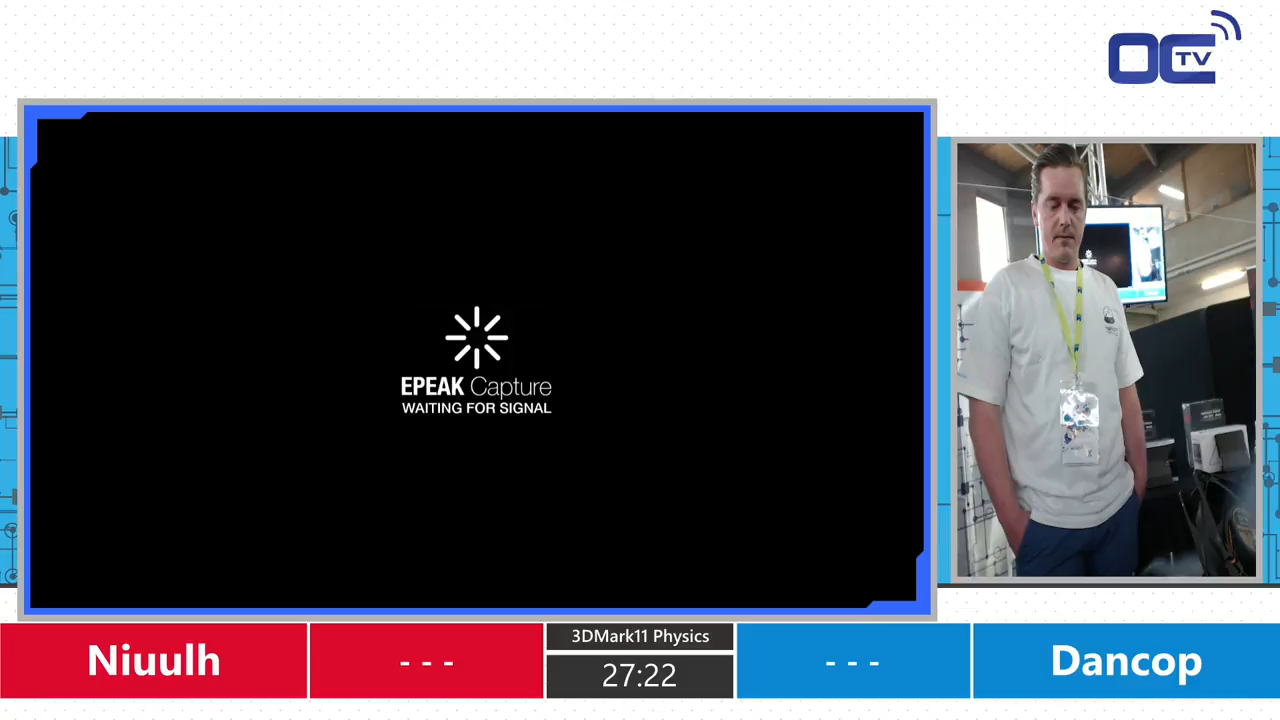 OC
TV
EPEAK Capture
WAITING FOR SIGNAL
Niuulh
---
3DMark11 Physics
27:22
---
Dancop